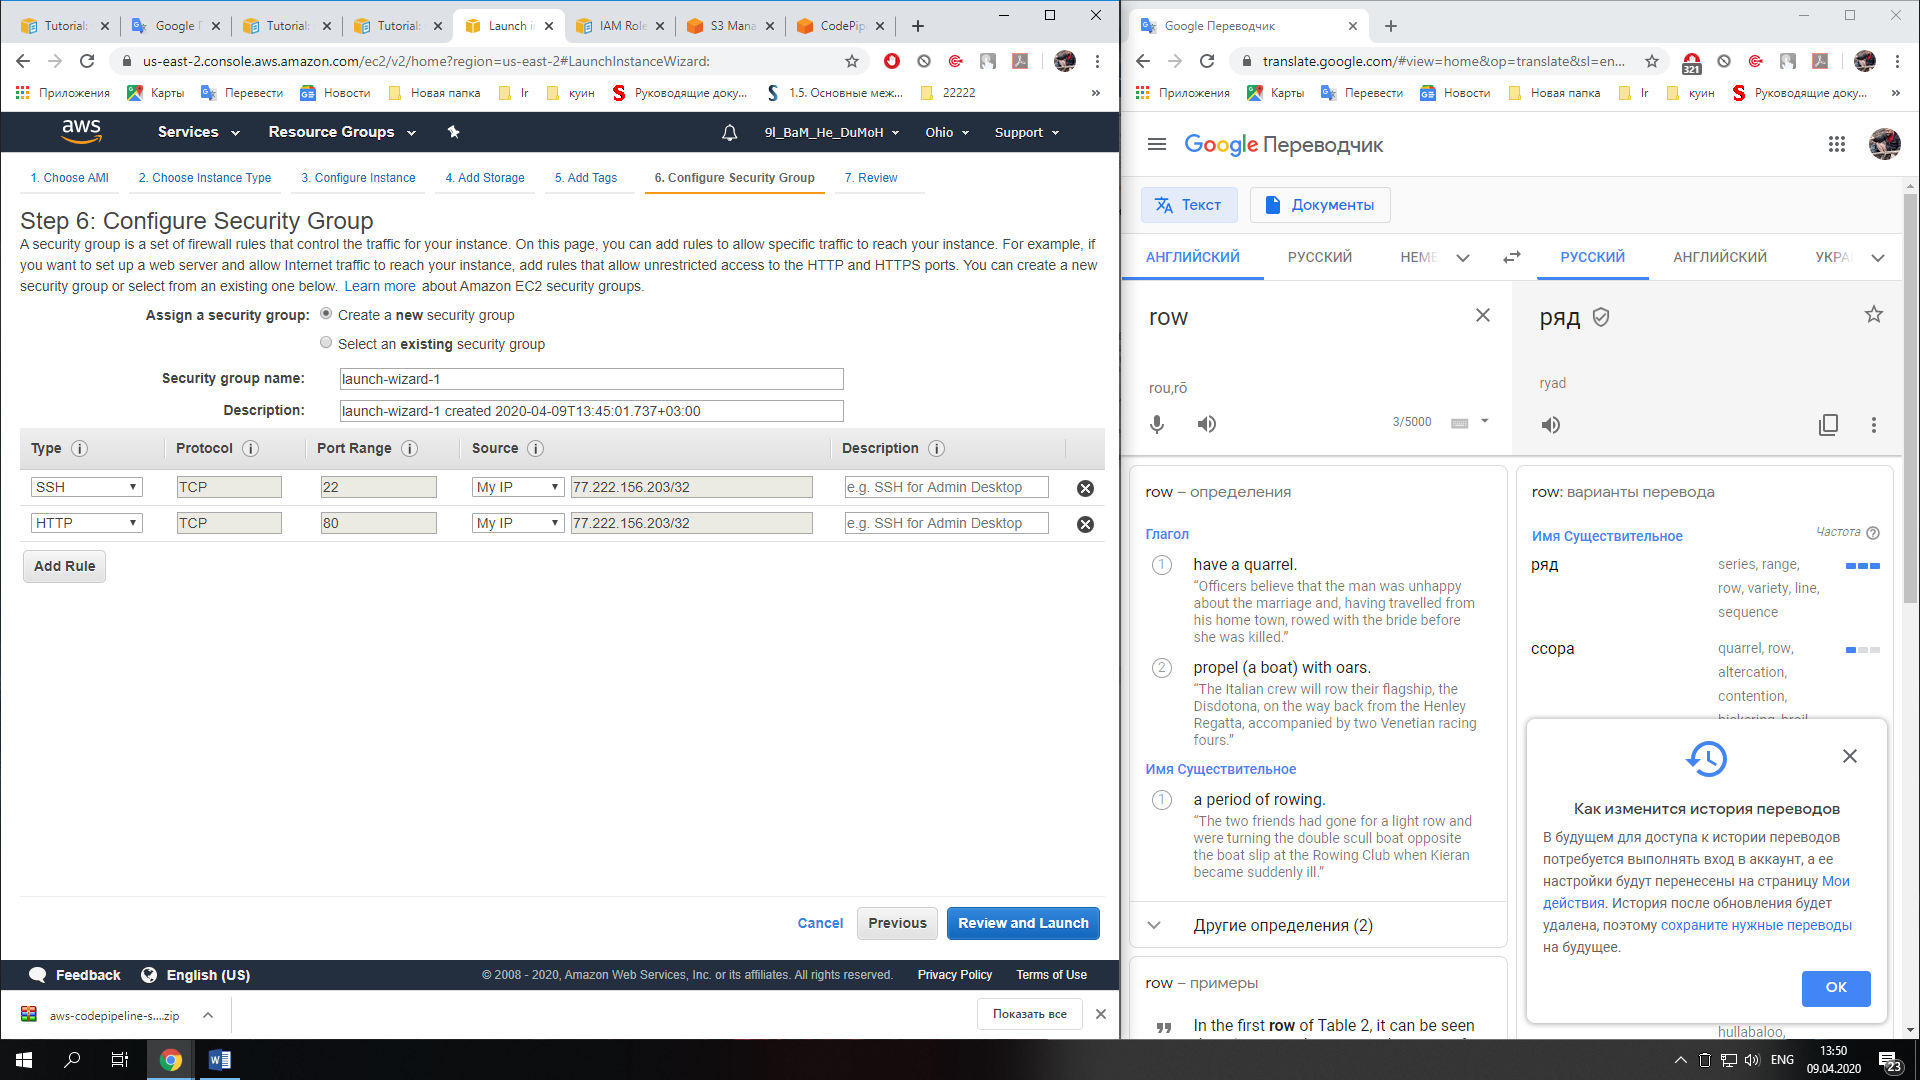 Tutorial:
Google П
Tutorial:
Tutorial:
Launch in
IAM Role
S3 Mana
CodePip
us-east-2.console.aws.amazon.com/ec2/v2/home?region=us-east-2#LaunchInstanceWizard:
Приложения
Карты
Перевести
Новости
Новая папка
Ir
куин
Руководящие доку...
1.5. Основные меж...
22222
»
aws
Services
Resource Groups
9l_BaM_He_DuMoH
Ohio
Support
1. Choose AMI
2. Choose Instance Type
3. Configure Instance
4. Add Storage
5. Add Tags
6. Configure Security Group
7. Review
Step 6: Configure Security Group
A security group is a set of firewall rules that control the traffic for your instance. On this page, you can add rules to allow specific traffic to reach your instance. For example, if
you want to set up a web server and allow Internet traffic to reach your instance, add rules that allow unrestricted access to the HTTP and HTTPS ports. You can create a new
security group or select from an existing one below. Learn more about Amazon EC2 security groups.
Assign a security group:
Create a new security group
Select an existing security group
Security group name:
launch-wizard-1
Description:
launch-wizard-1 created 2020-04-09T13:45:01.737+03:00
Type
Protocol
Port Range
Source
Description
SSH
TCP
22
My IP
77.222.156.203/32
e.g. SSH for Admin Desktop
HTTP
TCP
80
My IP
77.222.156.203/32
e.g. SSH for Admin Desktop
Add Rule
Cancel
Previous
Review and Launch
Feedback
English (US)
© 2008 - 2020, Amazon Web Services, Inc. or its affiliates. All rights reserved.
Privacy Policy
Terms of Use
aws-codepipeline-s....zip
Показать все
Google Переводчик
translate.google.com/#view=home&op=translate&sl=en...
321
Приложения
Карты
Перевести
Новости
Новая папка
Ir
куин
Руководящие доку...
»
Google Переводчик
Текст
Документы
АНГЛИЙСКИЙ
РУССКИЙ
НЕМЕ
РУССКИЙ
АНГЛИЙСКИЙ
УКРА
row
rou,rō
3/5000
ряд
ryad
row – определения
Глагол
1
have a quarrel.
“Officers believe that the man was unhappy
about the marriage and, having travelled from
his home town, rowed with the bride before
she was killed.”
2
propel (a boat) with oars.
“The Italian crew will row their flagship, the
Disdotona, on the way back from the Henley
Regatta, accompanied by two Venetian racing
fours.”
Имя Существительное
1
a period of rowing.
“The two friends had gone for a light row and
were turning the double scull boat opposite
the boat slip at the Rowing Club when Kieran
became suddenly ill.”
Другие определения (2)
row – примеры
In the first row of Table 2, it can be seen
row: варианты перевода
Имя Существительное
Частота
ряд
series, range,
row, variety, line,
sequence
ссора
quarrel, row,
altercation,
contention,
hullabaloo,
Как изменится история переводов
В будущем для доступа к истории переводов
потребуется выполнять вход в аккаунт, а ее
настройки будут перенесены на страницу Мои
действия. История после обновления будет
удалена, поэтому сохраните нужные переводы
на будущее.
OK
ENG
13:50
09.04.2020
23